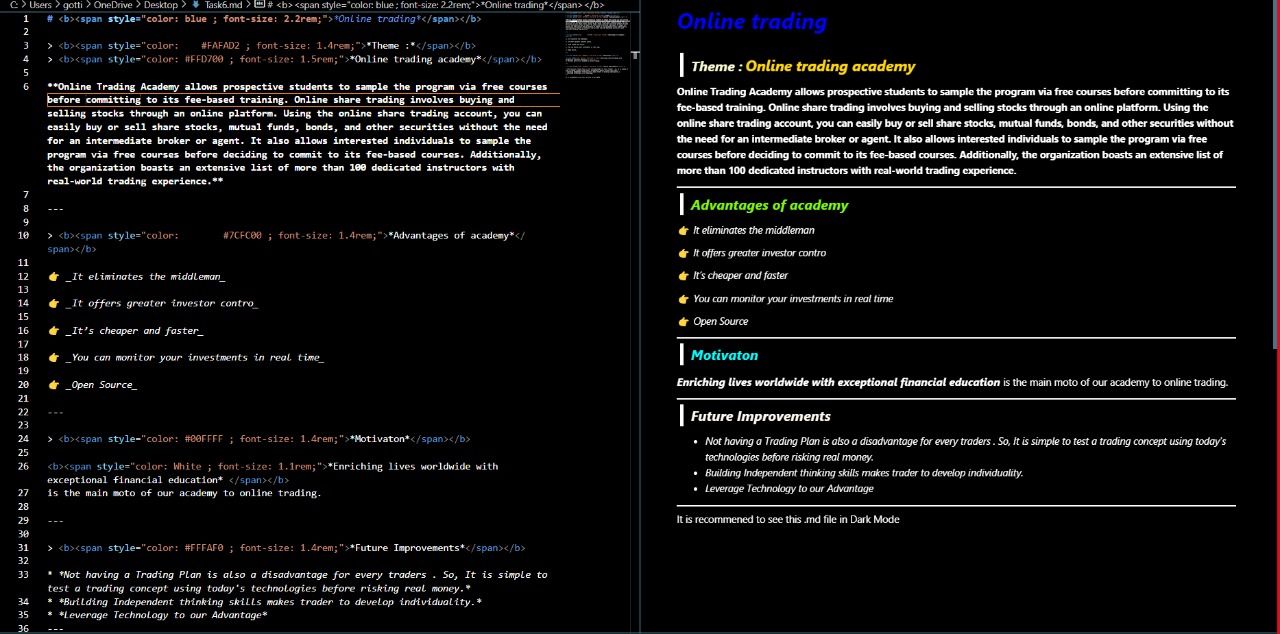 C: > Users > gotti > OneDrive > Desktop > Task6.md > # <b><span style="color: blue ; font-size: 2.2rem;">*Online trading*</span></b>
1 # <b><span style="color: blue ; font-size: 2.2rem;">*Online trading*</span></b>
2
3 > <b><span style="color:    #FAFAD2 ; font-size: 1.4rem;">*Theme :*</span></b>
4 > <b><span style="color: #FFD700 ; font-size: 1.5rem;">*Online trading academy*</span></b>
5
6 **Online Trading Academy allows prospective students to sample the program via free courses
before committing to its fee-based training. Online share trading involves buying and
selling stocks through an online platform. Using the online share trading account, you can
easily buy or sell share stocks, mutual funds, bonds, and other securities without the need
for an intermediate broker or agent. It also allows interested individuals to sample the
program via free courses before deciding to commit to its fee-based courses. Additionally,
the organization boasts an extensive list of more than 100 dedicated instructors with
real-world trading experience.**
7
8 ---
9
10 > <b><span style="color:       #7CFC00 ; font-size: 1.4rem;">*Advantages of academy*</
span></b>
11
12 👉 _It eliminates the middleman_
13
14 👉 _It offers greater investor contro_
15
16 👉 _It’s cheaper and faster_
17
18 👉 _You can monitor your investments in real time_
19
20 👉 _Open Source_
21
22 ---
23
24 > <b><span style="color: #00FFFF ; font-size: 1.4rem;">*Motivaton*</span></b>
25
26 <b><span style="color: White ; font-size: 1.1rem;">*Enriching lives worldwide with
exceptional financial education* </span></b>
27 is the main moto of our academy to online trading.
28
29 ---
30
31 > <b><span style="color: #FFFAF0 ; font-size: 1.4rem;">*Future Improvements*</span></b>
32
33 * *Not having a Trading Plan is also a disadvantage for every traders . So, It is simple to
test a trading concept using today's technologies before risking real money.*
34 * *Building Independent thinking skills makes trader to develop individuality.*
35 * *Leverage Technology to our Advantage*
36 ---
Online trading
Theme : Online trading academy
Online Trading Academy allows prospective students to sample the program via free courses before committing to its
fee-based training. Online share trading involves buying and selling stocks through an online platform. Using the
online share trading account, you can easily buy or sell share stocks, mutual funds, bonds, and other securities without
the need for an intermediate broker or agent. It also allows interested individuals to sample the program via free
courses before deciding to commit to its fee-based courses. Additionally, the organization boasts an extensive list of
more than 100 dedicated instructors with real-world trading experience.
Advantages of academy
👉 It eliminates the middleman
👉 It offers greater investor contro
👉 It’s cheaper and faster
👉 You can monitor your investments in real time
👉 Open Source
Motivaton
Enriching lives worldwide with exceptional financial education is the main moto of our academy to online trading.
Future Improvements
• Not having a Trading Plan is also a disadvantage for every traders . So, It is simple to test a trading concept using today's
technologies before risking real money.
• Building Independent thinking skills makes trader to develop individuality.
• Leverage Technology to our Advantage
It is recommened to see this .md file in Dark Mode